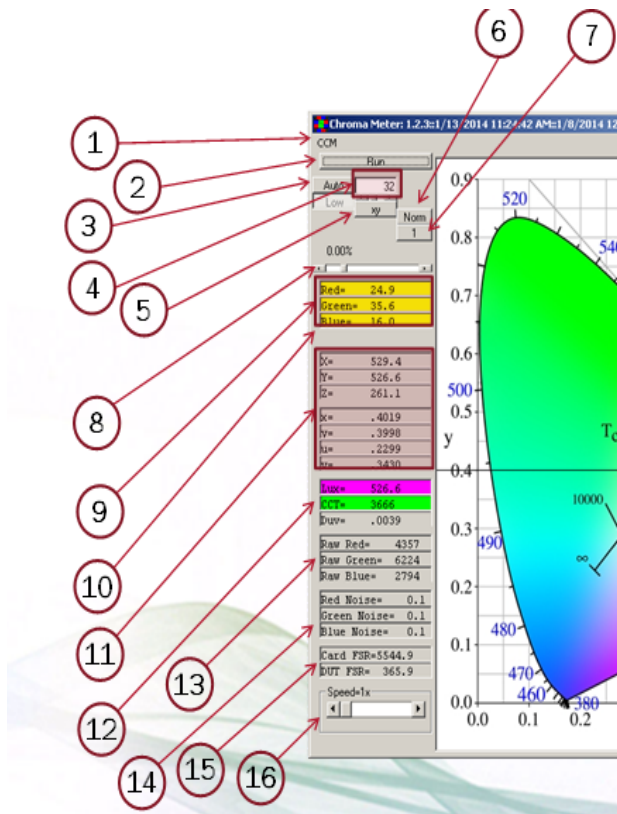 6
7
Chroma Meter: 1.2.3::1/13/2014 11:24:42 AM::1/8/2014 12
1
CCM
2
Run
3
Auto
32
Low
xy
Norm
1
4
5
0.00%
Red= 24.9
Green= 35.6
Blue= 16.0
8
X= 529.4
Y= 526.6
Z= 261.1
x= .4019
y= .3998
u= .2299
v= .3430
9
Lux= 526.6
CCT= 3666
Duv= .0039
10
Raw Red= 4357
Raw Green= 6224
Raw Blue= 2794
11
13
Red Noise= 0.1
Green Noise= 0.1
Blue Noise= 0.1
12
Card FSR=5544.9
DUT FSR= 365.9
Speed=1x
14
15
16
0.9
520
0.8
540
0.7
0.6
500
0.5
y
Tc
0.4
10000
0.3
490
∞
0.2
480
0.1
470
460
380
0.0
0.0
0.1
0.2